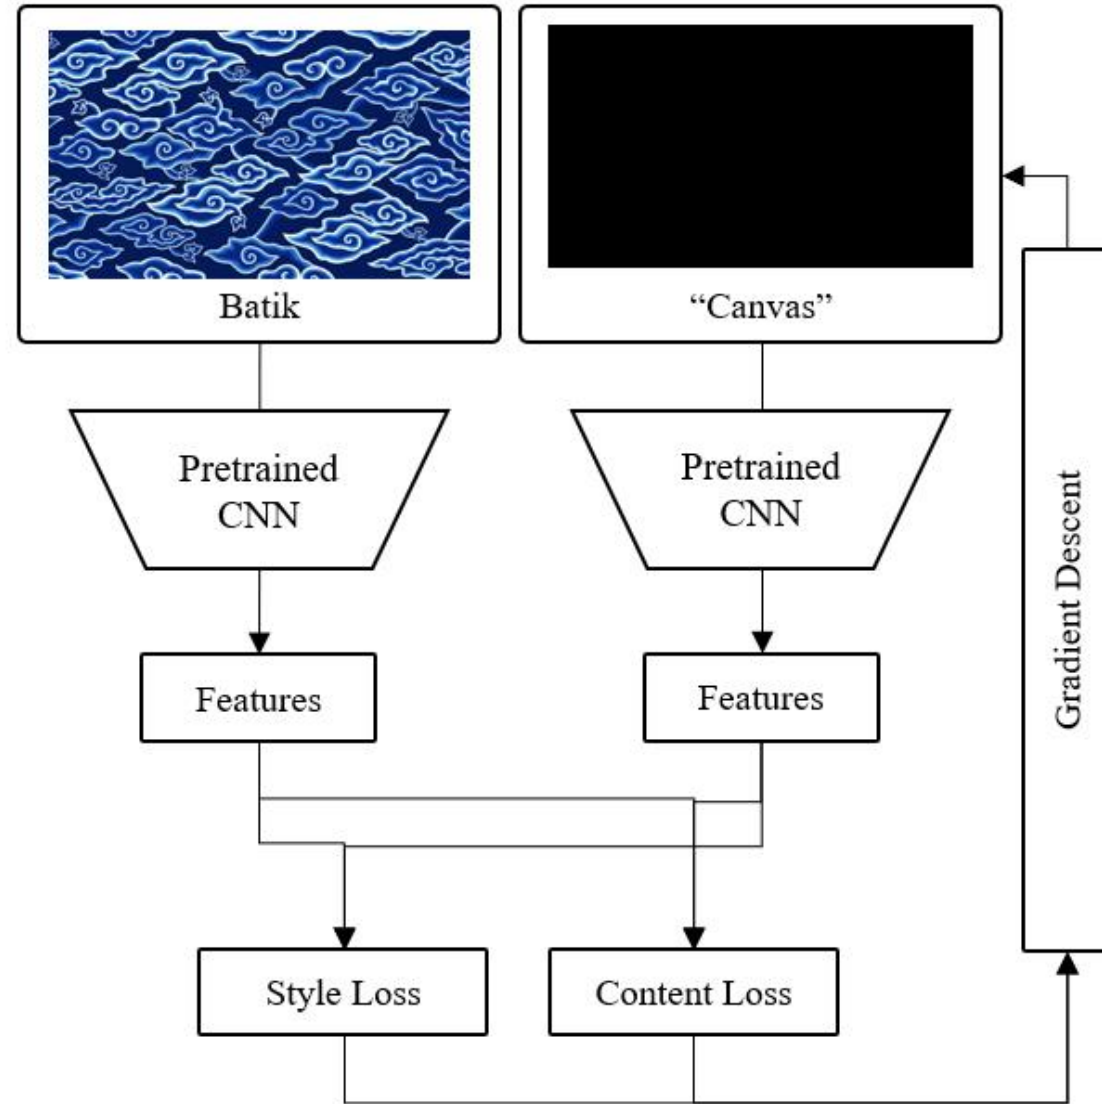 Batik
“Canvas”
Pretrained
CNN
Pretrained
CNN
Features
Features
Style Loss
Content Loss
Gradient Descent